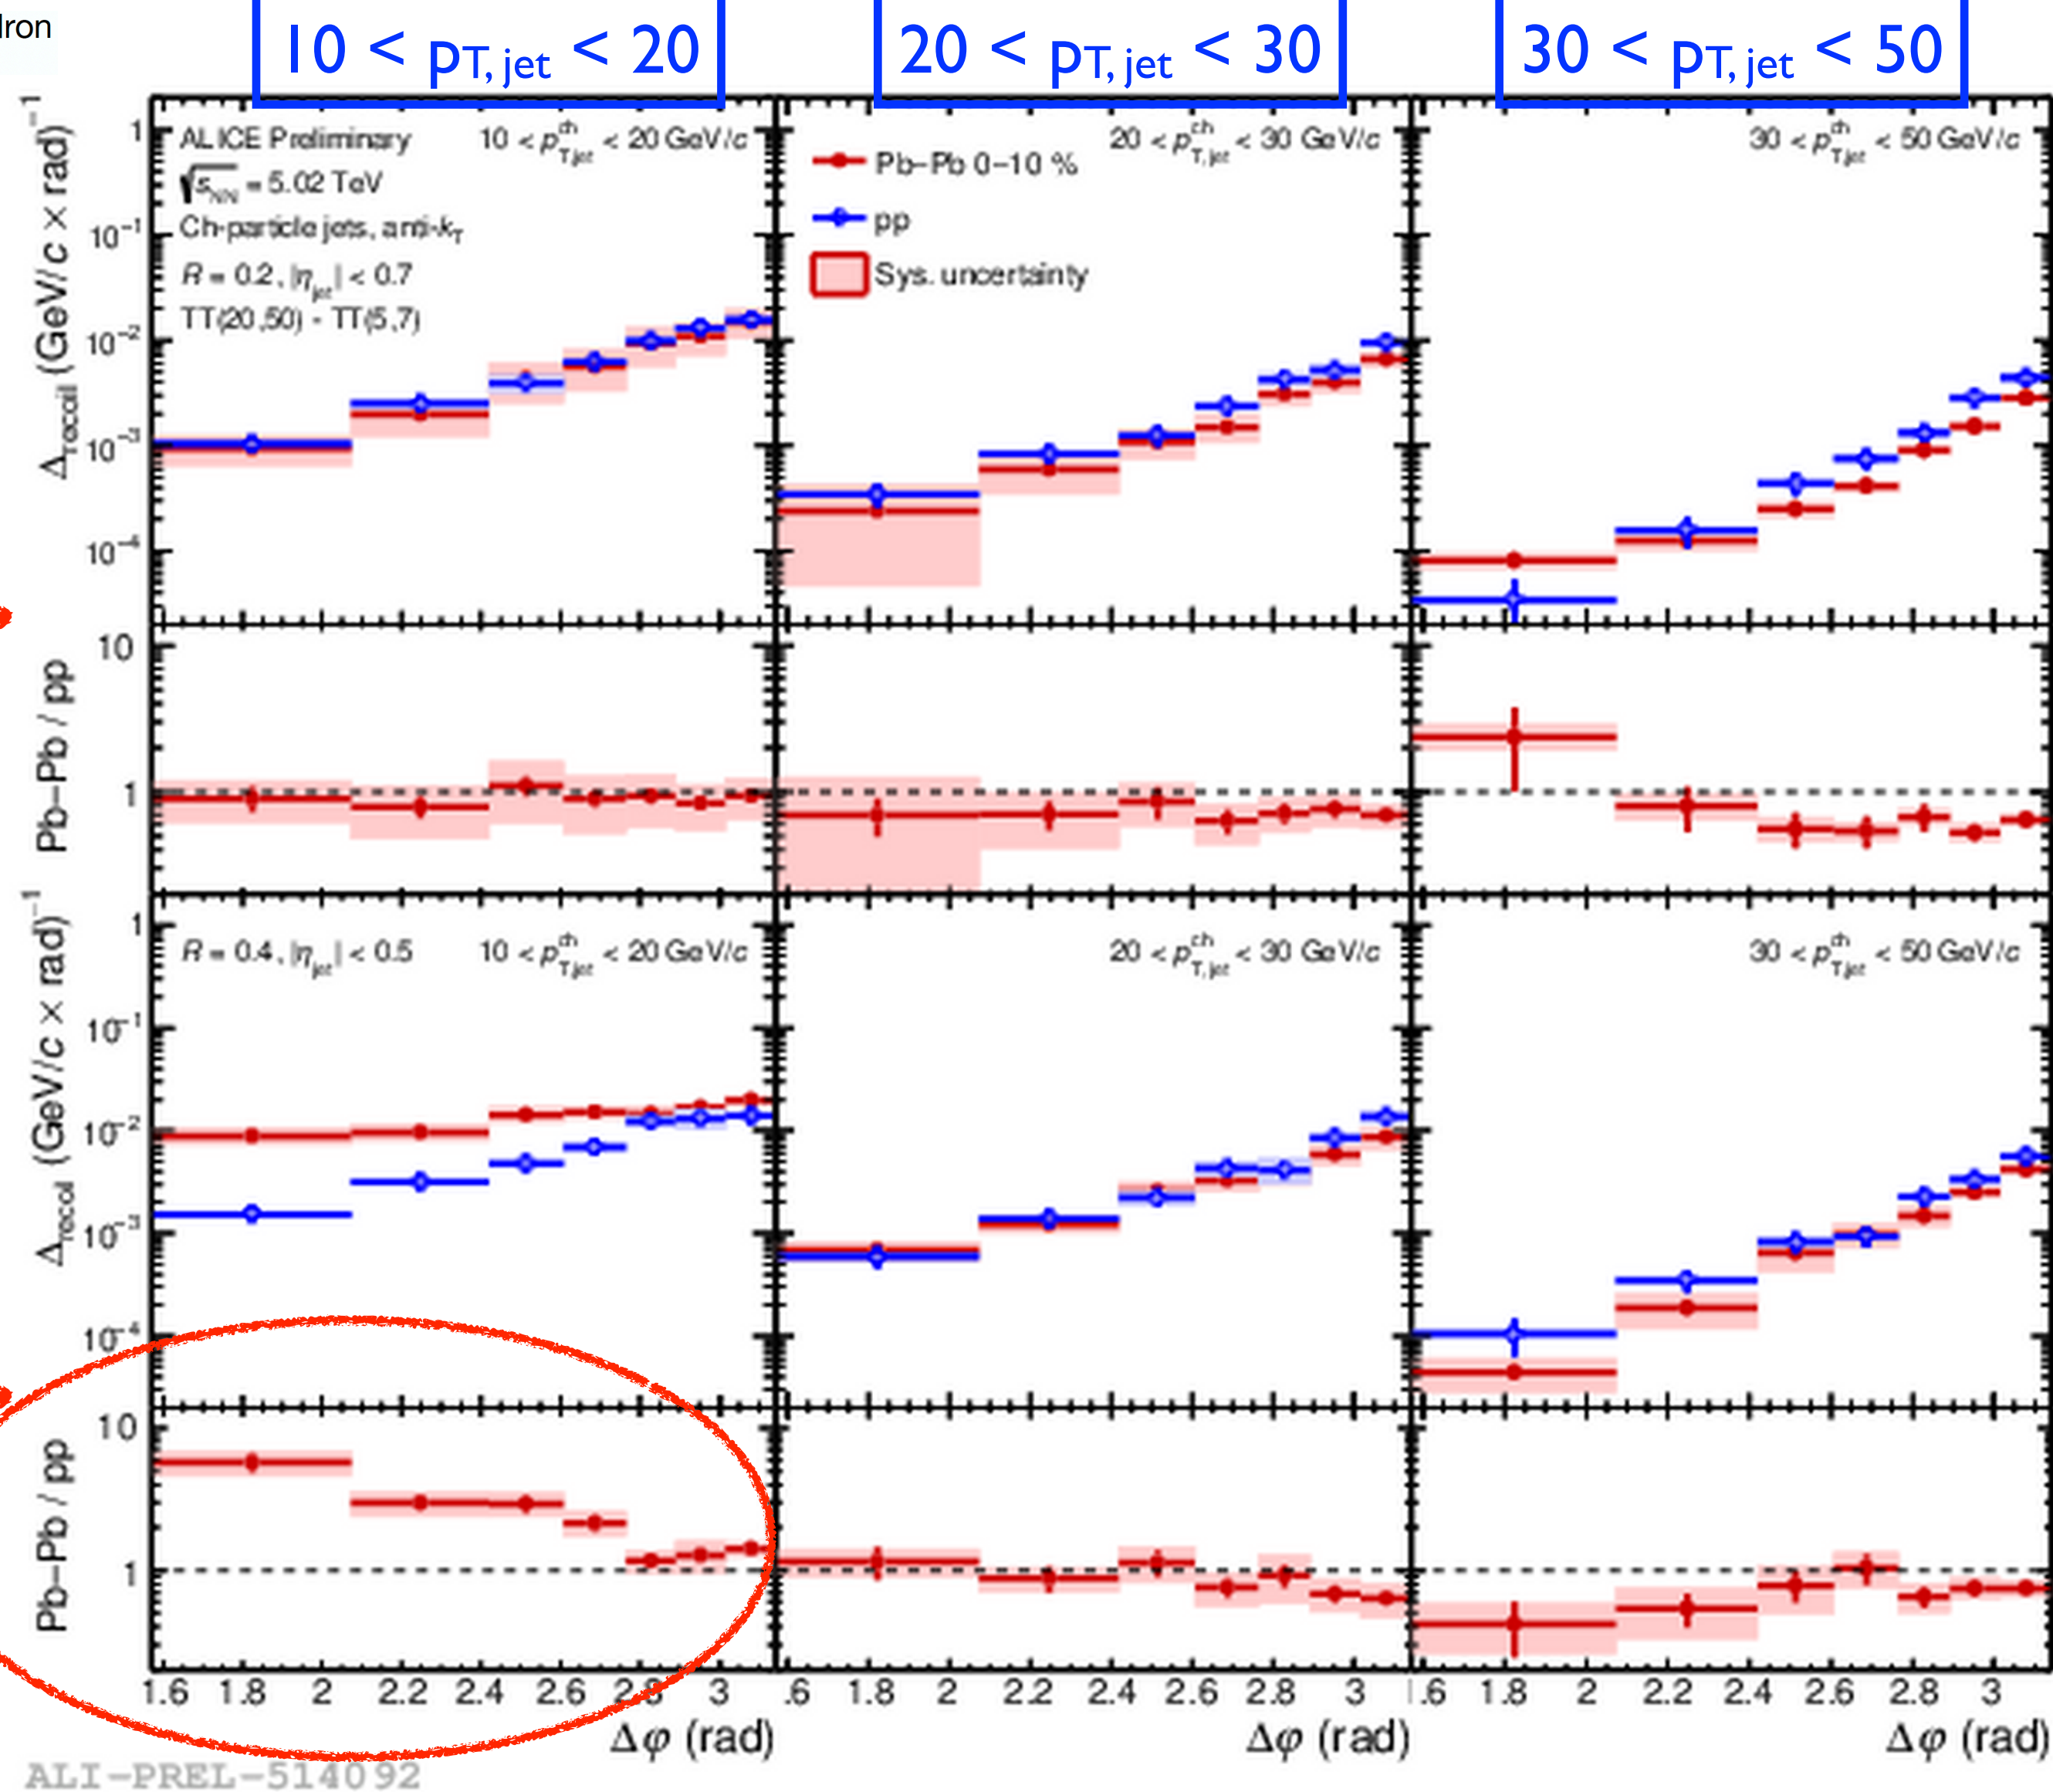 dron
10 < pT, jet < 20
20 < pT, jet < 30
30 < pT, jet < 50
Δrecoil (GeV/c × rad)⁻¹
1
10⁻¹
10⁻²
10⁻³
10⁻⁴
ALICE Preliminary
√sNN = 5.02 TeV
Ch-particle jets, anti-kT
R = 0.2, |ηjet| < 0.7
TT(20,50) - TT(5,7)
10 < pᶜʰT,jet < 20 GeV/c
Pb–Pb 0–10 %
pp
Sys. uncertainty
20 < pᶜʰT,jet < 30 GeV/c
30 < pᶜʰT,jet < 50 GeV/c
Pb–Pb / pp
10
1
Δrecoil (GeV/c × rad)⁻¹
1
10⁻¹
10⁻²
10⁻³
10⁻⁴
R = 0.4, |ηjet| < 0.5
10 < pᶜʰT,jet < 20 GeV/c
20 < pᶜʰT,jet < 30 GeV/c
30 < pᶜʰT,jet < 50 GeV/c
Pb–Pb / pp
10
1
1.6 1.8 2 2.2 2.4 2.6 2.8 3
.6 1.8 2 2.2 2.4 2.6 2.8 3
.6 1.8 2 2.2 2.4 2.6 2.8 3
Δφ (rad)
Δφ (rad)
Δφ (rad)
ALI-PREL-514092